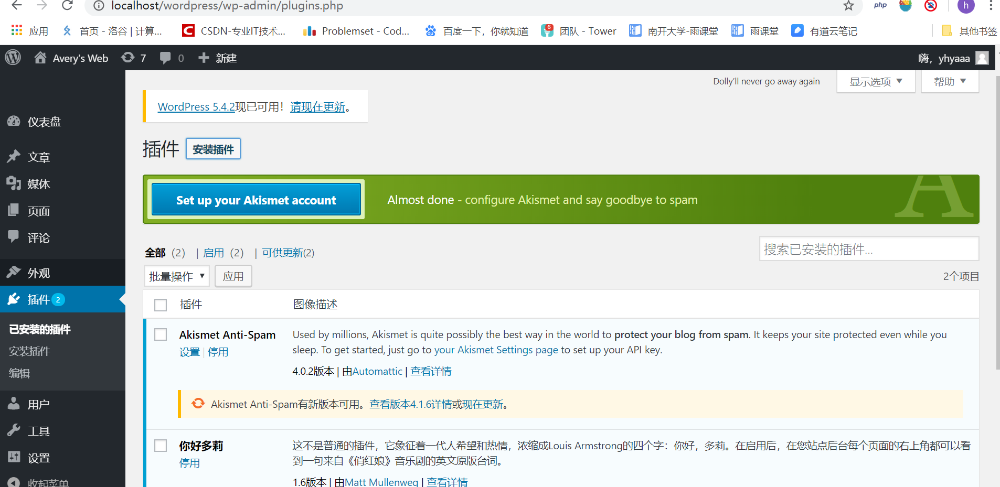 localhost/wordpress/wp-admin/plugins.php
php
h
应用
首页 - 洛谷 | 计算...
CSDN-专业IT技术...
Problemset - Cod...
百度一下，你就知道
6
团队 - Tower
南开大学-雨课堂
雨课堂
有道云笔记
其他书签
Avery's Web
7
0
新建
嗨，yhyaaa
Dolly'll never go away again
显示选项
帮助
WordPress 5.4.2现已可用！请现在更新。
仪表盘
文章
媒体
页面
评论
外观
插件 2
已安装的插件
安装插件
编辑
用户
工具
设置
收起菜单
插件 安装插件
Set up your Akismet account
Almost done - configure Akismet and say goodbye to spam
A
全部 （2） | 启用 （2） | 可供更新(2)
搜索已安装的插件...
批量操作 应用
2个项目
插件 图像描述
Akismet Anti-Spam
设置 | 停用
Used by millions, Akismet is quite possibly the best way in the world to protect your blog from spam. It keeps your site protected even while you
sleep. To get started, just go to your Akismet Settings page to set up your API key.
4.0.2版本 | 由Automattic | 查看详情
Akismet Anti-Spam有新版本可用。查看版本4.1.6详情或现在更新。
你好多莉
停用
这不是普通的插件，它象征着一代人希望和热情，浓缩成Louis Armstrong的四个字：你好，多莉。在启用后，在您站点后台每个页面的右上角都可以看
到一句来自《俏红娘》音乐剧的英文原版台词。
1.6版本 | 由Matt Mullenweg | 查看详情